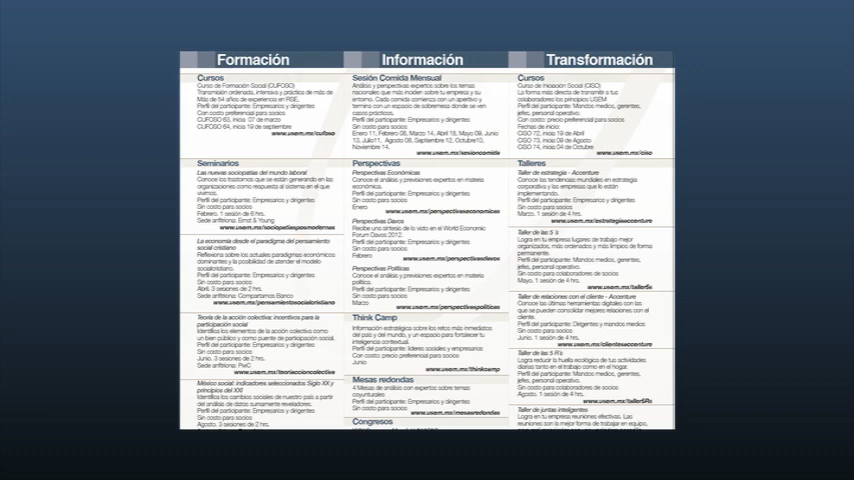 Formación
Cursos
Curso de Formación Social (CUFOSO)
Transmisión ordenada, intensiva y práctica de más de
Más de 54 años de experiencia en RSE.
Perfil del participante: Empresarios y dirigentes
Con costo preferencial para socios
CUFOSO 63, inicia 07 de marzo
CUFOSO 64, inicia 19 de septiembre
www.usem.mx/cufoso
Seminarios
Las nuevas sociopatías del mundo laboral
Conoce los trastornos que se están generando en las
organizaciones como respuesta al sistema en el que
vivimos.
Perfil del participante: Empresarios y dirigentes
Sin costo para socios
Febrero. 1 sesión de 6 hrs.
Sede anfitriona: Ernst & Young
www.usem.mx/sociopatiasposmodernas
La economía desde el paradigma del pensamiento
social cristiano
Reflexiona sobre los actuales paradigmas económicos
dominantes y la posibilidad de atender el modelo
socialcristiano.
Perfil del participante: Empresarios y dirigentes
Sin costo para socios
Abril. 3 sesiones de 2 hrs.
Sede anfitriona: Compartamos Banco
www.usem.mx/pensamientosocialcristiano
Teoría de la acción colectiva: incentivos para la
participación social
Identifica los elementos de la acción colectiva como
un bien público y como puente de participación social.
Perfil del participante: Empresarios y dirigentes
Sin costo para socios
Junio. 3 sesiones de 2 hrs.
Sede anfitriona: PwC
www.usem.mx/teoriaccioncolectiva
México social: indicadores seleccionados Siglo XX y
principios del XXI
Identifica los cambios sociales de nuestro país a partir
del análisis de datos sumamente reveladores.
Perfil del participante: Empresarios y dirigentes
Sin costo para socios
Agosto. 3 sesiones de 2 hrs.
Información
Sesión Comida Mensual
Análisis y perspectivas expertos sobre los temas
nacionales que más inciden sobre tu empresa y su
entorno. Cada comida comienza con un aperitivo y
termina con un espacio de sobremesa donde se ven
casos prácticos.
Perfil del participante: Empresarios y dirigentes
Sin costo para socios
Enero 11, Febrero 08, Marzo 14, Abril 18, Mayo 09, Junio
13, Julio11, Agosto 08, Septiembre 12, Octubre10,
Noviembre 14.
www.usem.mx/sesioncomida
Perspectivas
Perspectivas Económicas
Conoce el análisis y previsiones expertos en materia
económica.
Perfil del participante: Empresarios y dirigentes
Sin costo para socios
Enero
www.usem.mx/perspectivaseconomicas
Perspectivas Davos
Recibe una síntesis de lo visto en el World Economic
Forum Davos 2012.
Perfil del participante: Empresarios y dirigentes
Sin costo para socios
Febrero
www.usem.mx/perspectivasdavos
Perspectivas Políticas
Conoce el análisis y previsiones expertos en materia
política.
Perfil del participante: Empresarios y dirigentes
Sin costo para socios
Marzo
www.usem.mx/perspectivaspoliticas
Think Camp
Información estratégica sobre los retos más inmediatos
del país y del mundo, y un espacio para fortalecer tu
inteligencia contextual.
Perfil del participante: líderes sociales y empresarios
Con costo; precio preferencial para socios
Junio
www.usem.mx/thinkcamp
Mesas redondas
4 Mesas de análisis con expertos sobre temas
coyunturales
Perfil del participante: Empresarios y dirigentes
Sin costo para socios
www.usem.mx/mesasredondas
Congresos
Transformación
Cursos
Curso de Iniciación Social (CISO)
La forma más directa de transmitir a tus
colaboradores los principios USEM
Perfil del participante: Mandos medios, gerentes,
jefes, personal operativo.
Con costo: precio preferencial para socios
Fechas de inicio:
CISO 72, inicia 19 de Abril
CISO 73, inicia 09 de Agosto
CISO 74, inicia 04 de Octubre
www.usem.mx/ciso
Talleres
Taller de estrategia - Accenture
Conoce las tendencias mundiales en estrategia
corporativa y las empresas que lo están
implementando.
Perfil del participante: Empresarios y dirigentes
Sin costo para socios
Marzo. 1 sesión de 4 hrs.
www.usem.mx/estrategiaaccenture
Taller de las 5 ´s
Logra en tu empresa lugares de trabajo mejor
organizados, más ordenados y más limpios de forma
permanente.
Perfil del participante: Mandos medios, gerentes,
jefes, personal operativo.
Sin costo para colaboradores de socios
Mayo. 1 sesión de 4 hrs.
www.usem.mx/taller5s
Taller de relaciones con el cliente - Accenture
Conoce las últimas herramientas digitales con las
que se pueden consolidar mejores relaciones con el
cliente.
Perfil del participante: Dirigentes y mandos medios
Sin costo para socios
Junio. 1 sesión de 4 hrs.
www.usem.mx/clientesaccenture
Taller de las 5 R's
Logra reducir la huella ecológica de tus actividades
diarias tanto en el trabajo como en el hogar.
Perfil del participante: Mandos medios, gerentes,
jefes, personal operativo.
Sin costo para colaboradores de socios
Agosto. 1 sesión de 4 hrs.
www.usem.mx/taller5Rs
Taller de juntas inteligentes
Logra en tu empresa reuniones efectivas. Las
reuniones son la mejor forma de trabajar en equipo,